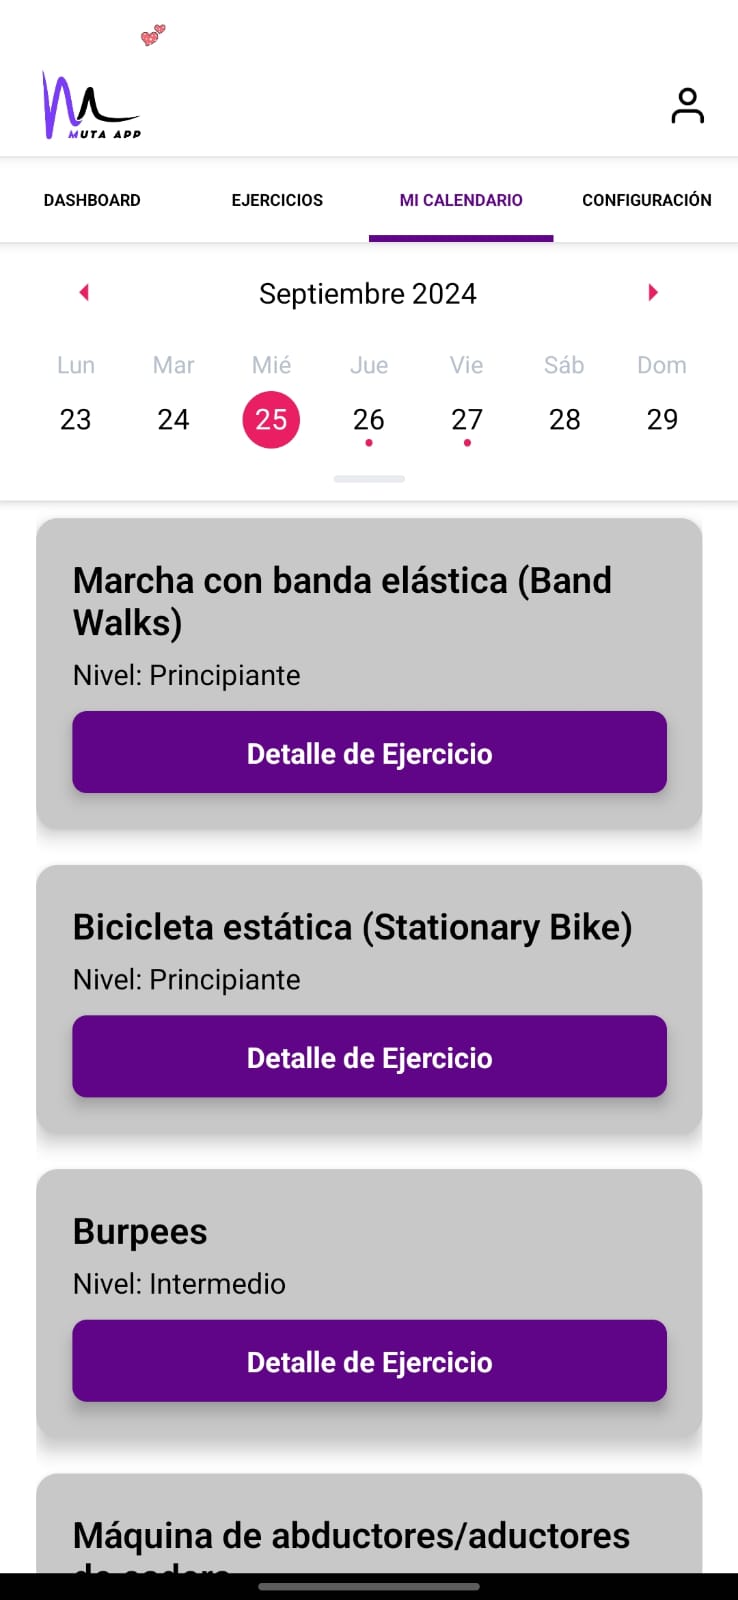 MUTA APP
DASHBOARD EJERCICIOS MI CALENDARIO CONFIGURACIÓN
Septiembre 2024
Lun Mar Mié Jue Vie Sáb Dom
23 24 25 26 27 28 29
Marcha con banda elástica (Band
Walks)
Nivel: Principiante
Detalle de Ejercicio
Bicicleta estática (Stationary Bike)
Nivel: Principiante
Detalle de Ejercicio
Burpees
Nivel: Intermedio
Detalle de Ejercicio
Máquina de abductores/aductores